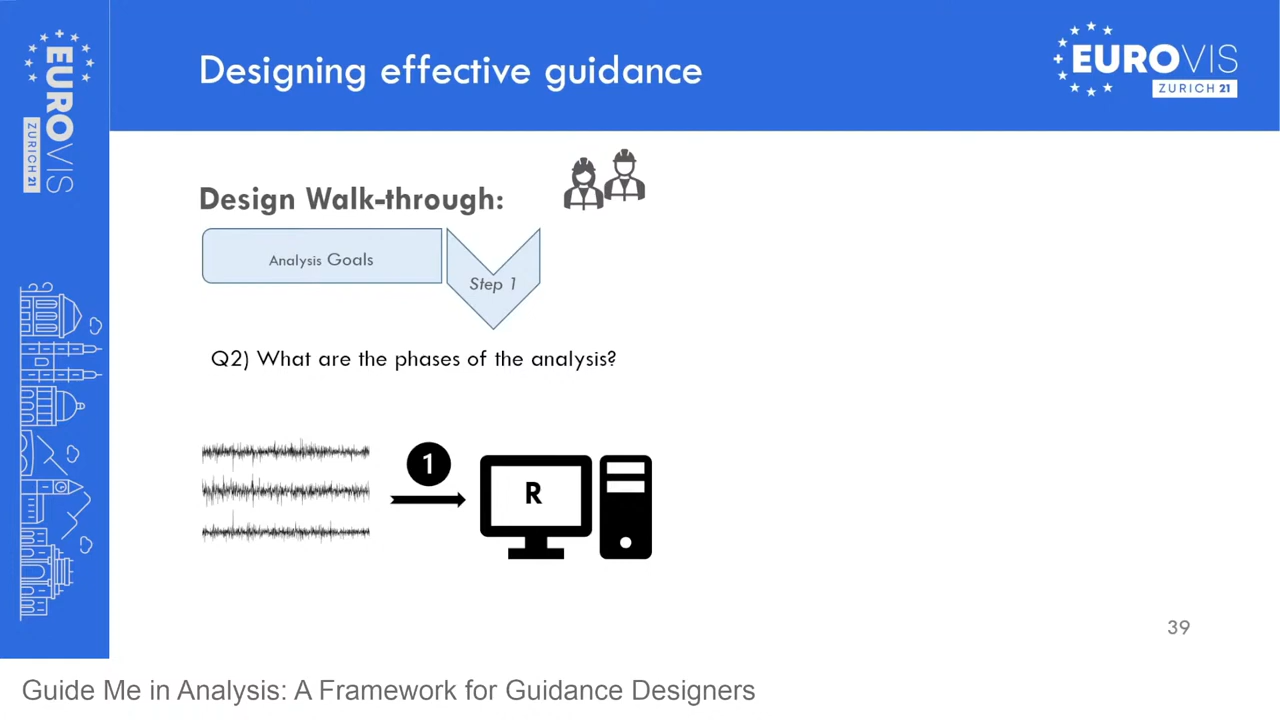 EUROVIS
ZURICH 21
Designing effective guidance
EUROVIS
ZURICH 21
Design Walk-through:
Analysis Goals
Step 1
Q2) What are the phases of the analysis?
1
R
39
Guide Me in Analysis: A Framework for Guidance Designers